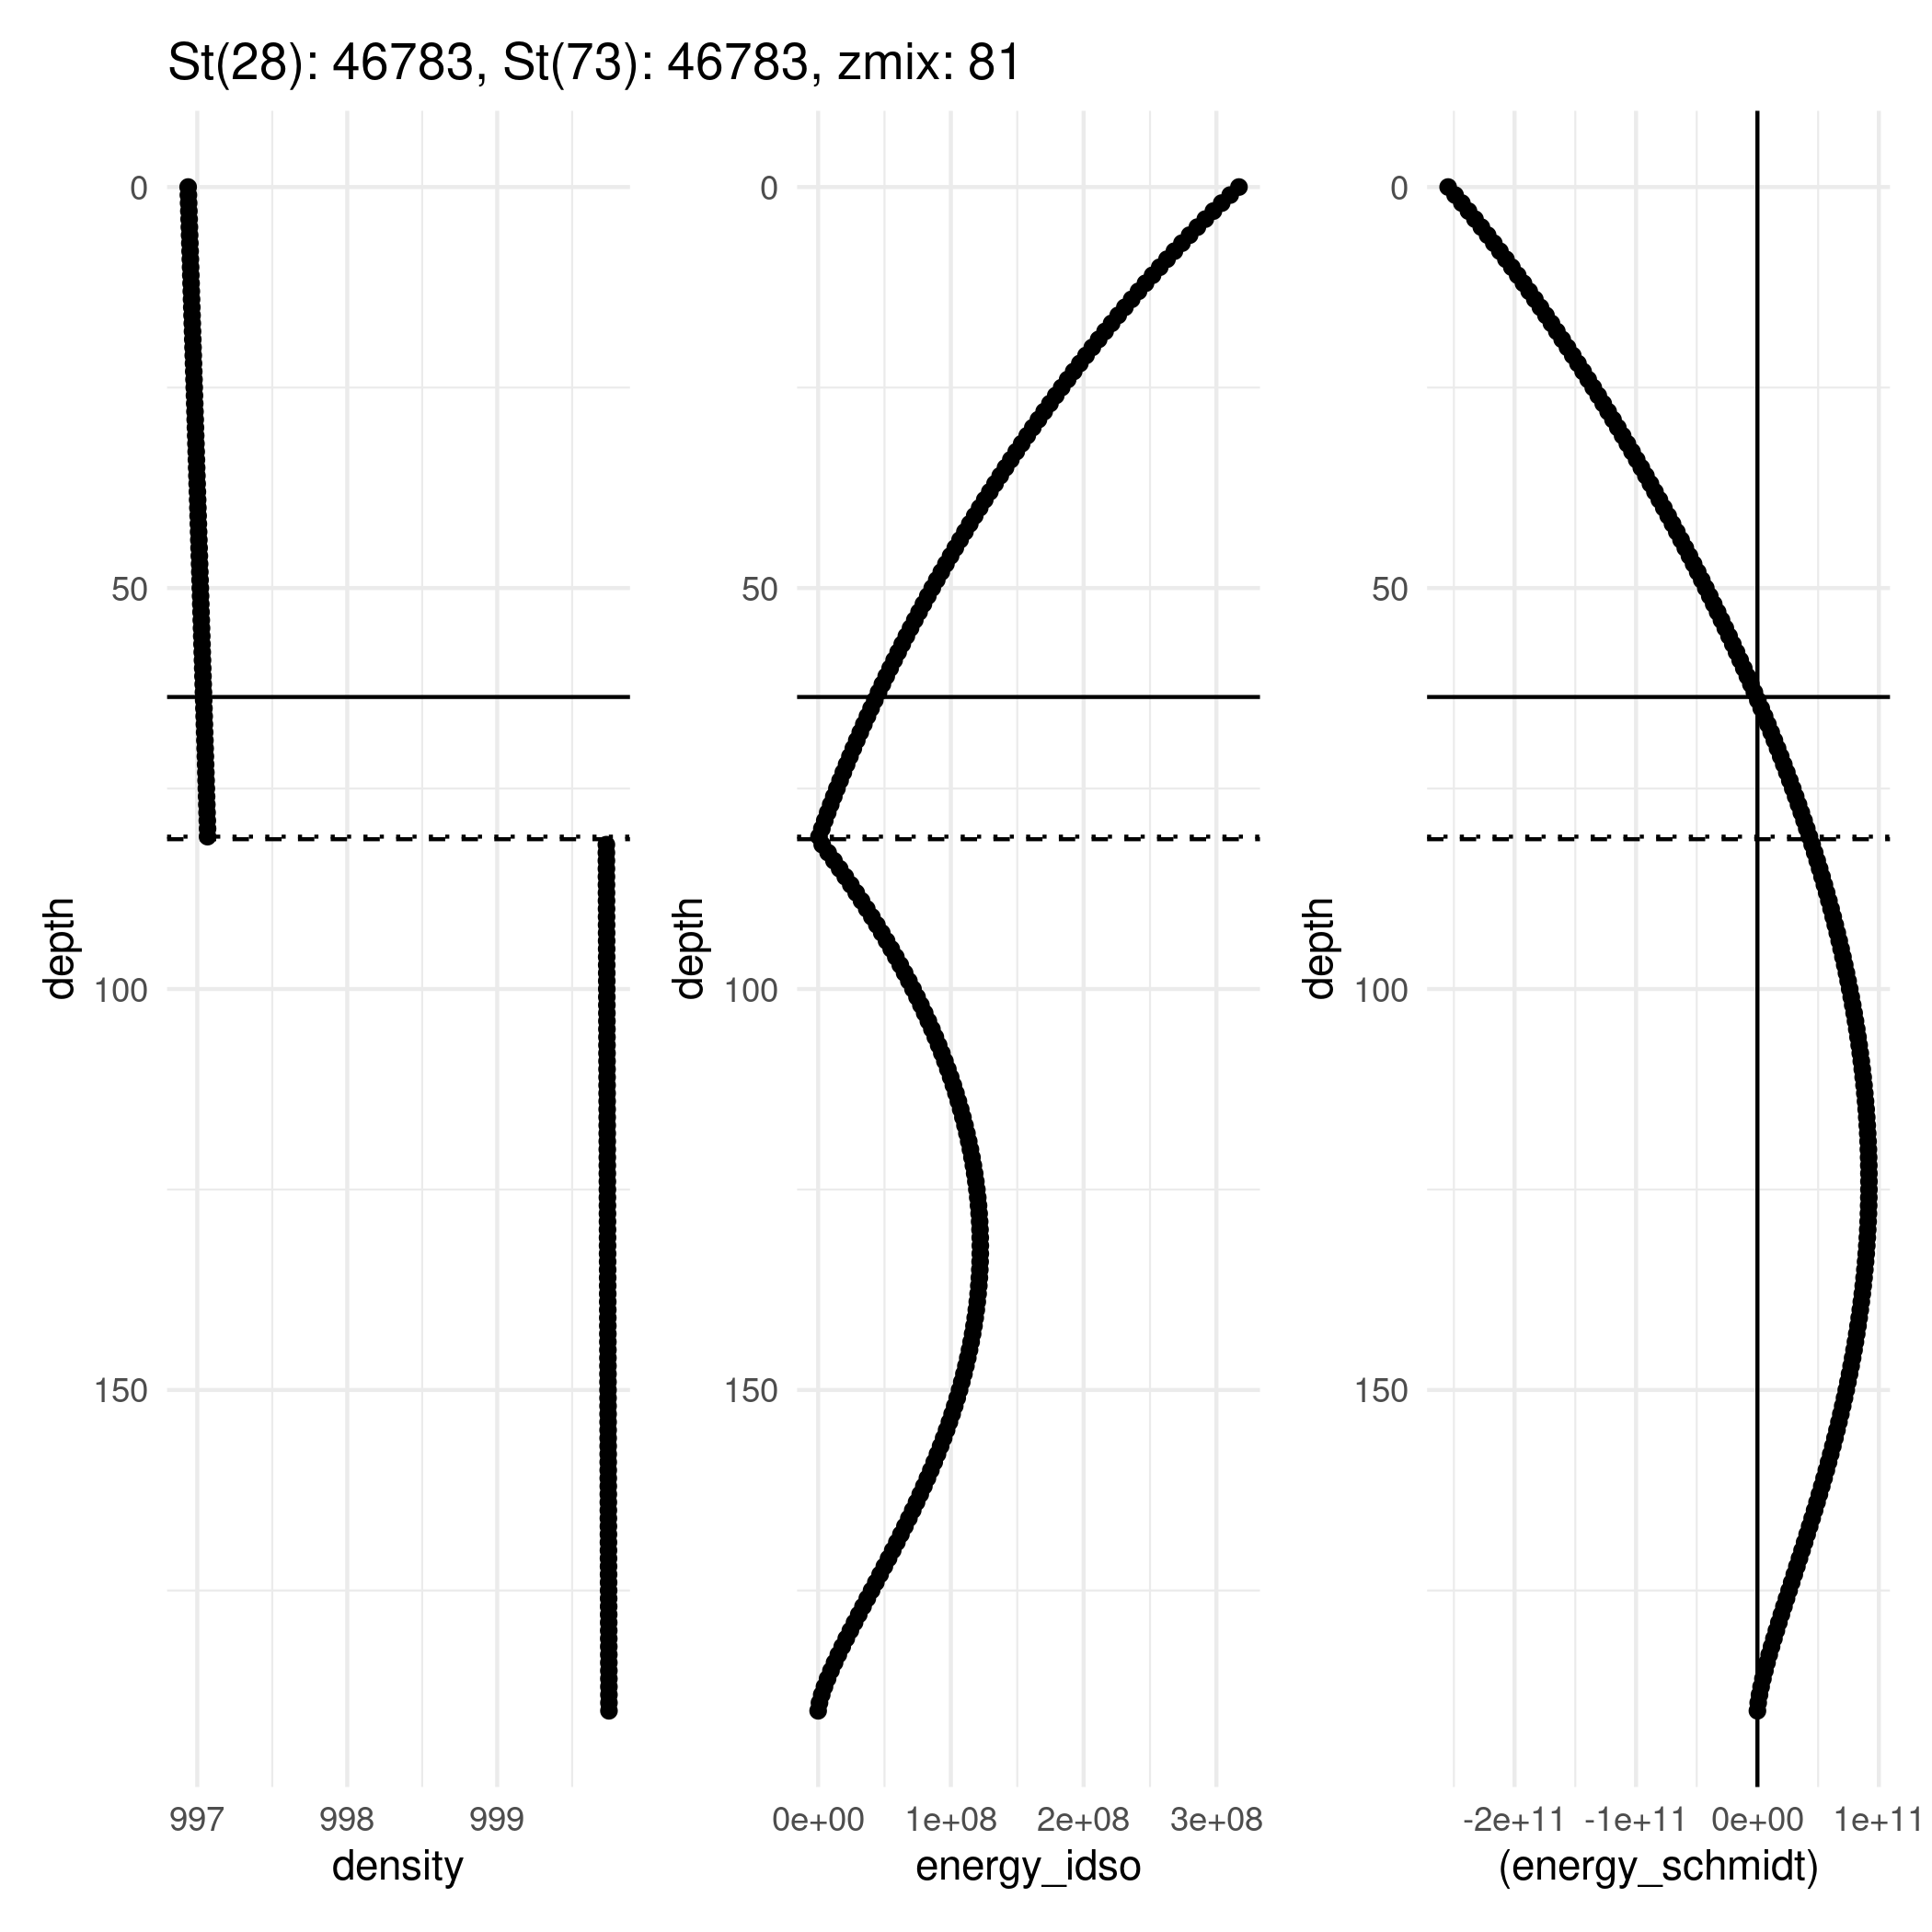 St(28): 46783, St(73): 46783, zmix: 81
0
50
100
150
depth
997
998
999
density
0
50
100
150
depth
0e+00
1e+08
2e+08
3e+08
energy_idso
0
50
100
150
depth
-2e+11
-1e+11
0e+00
1e+11
(energy_schmidt)